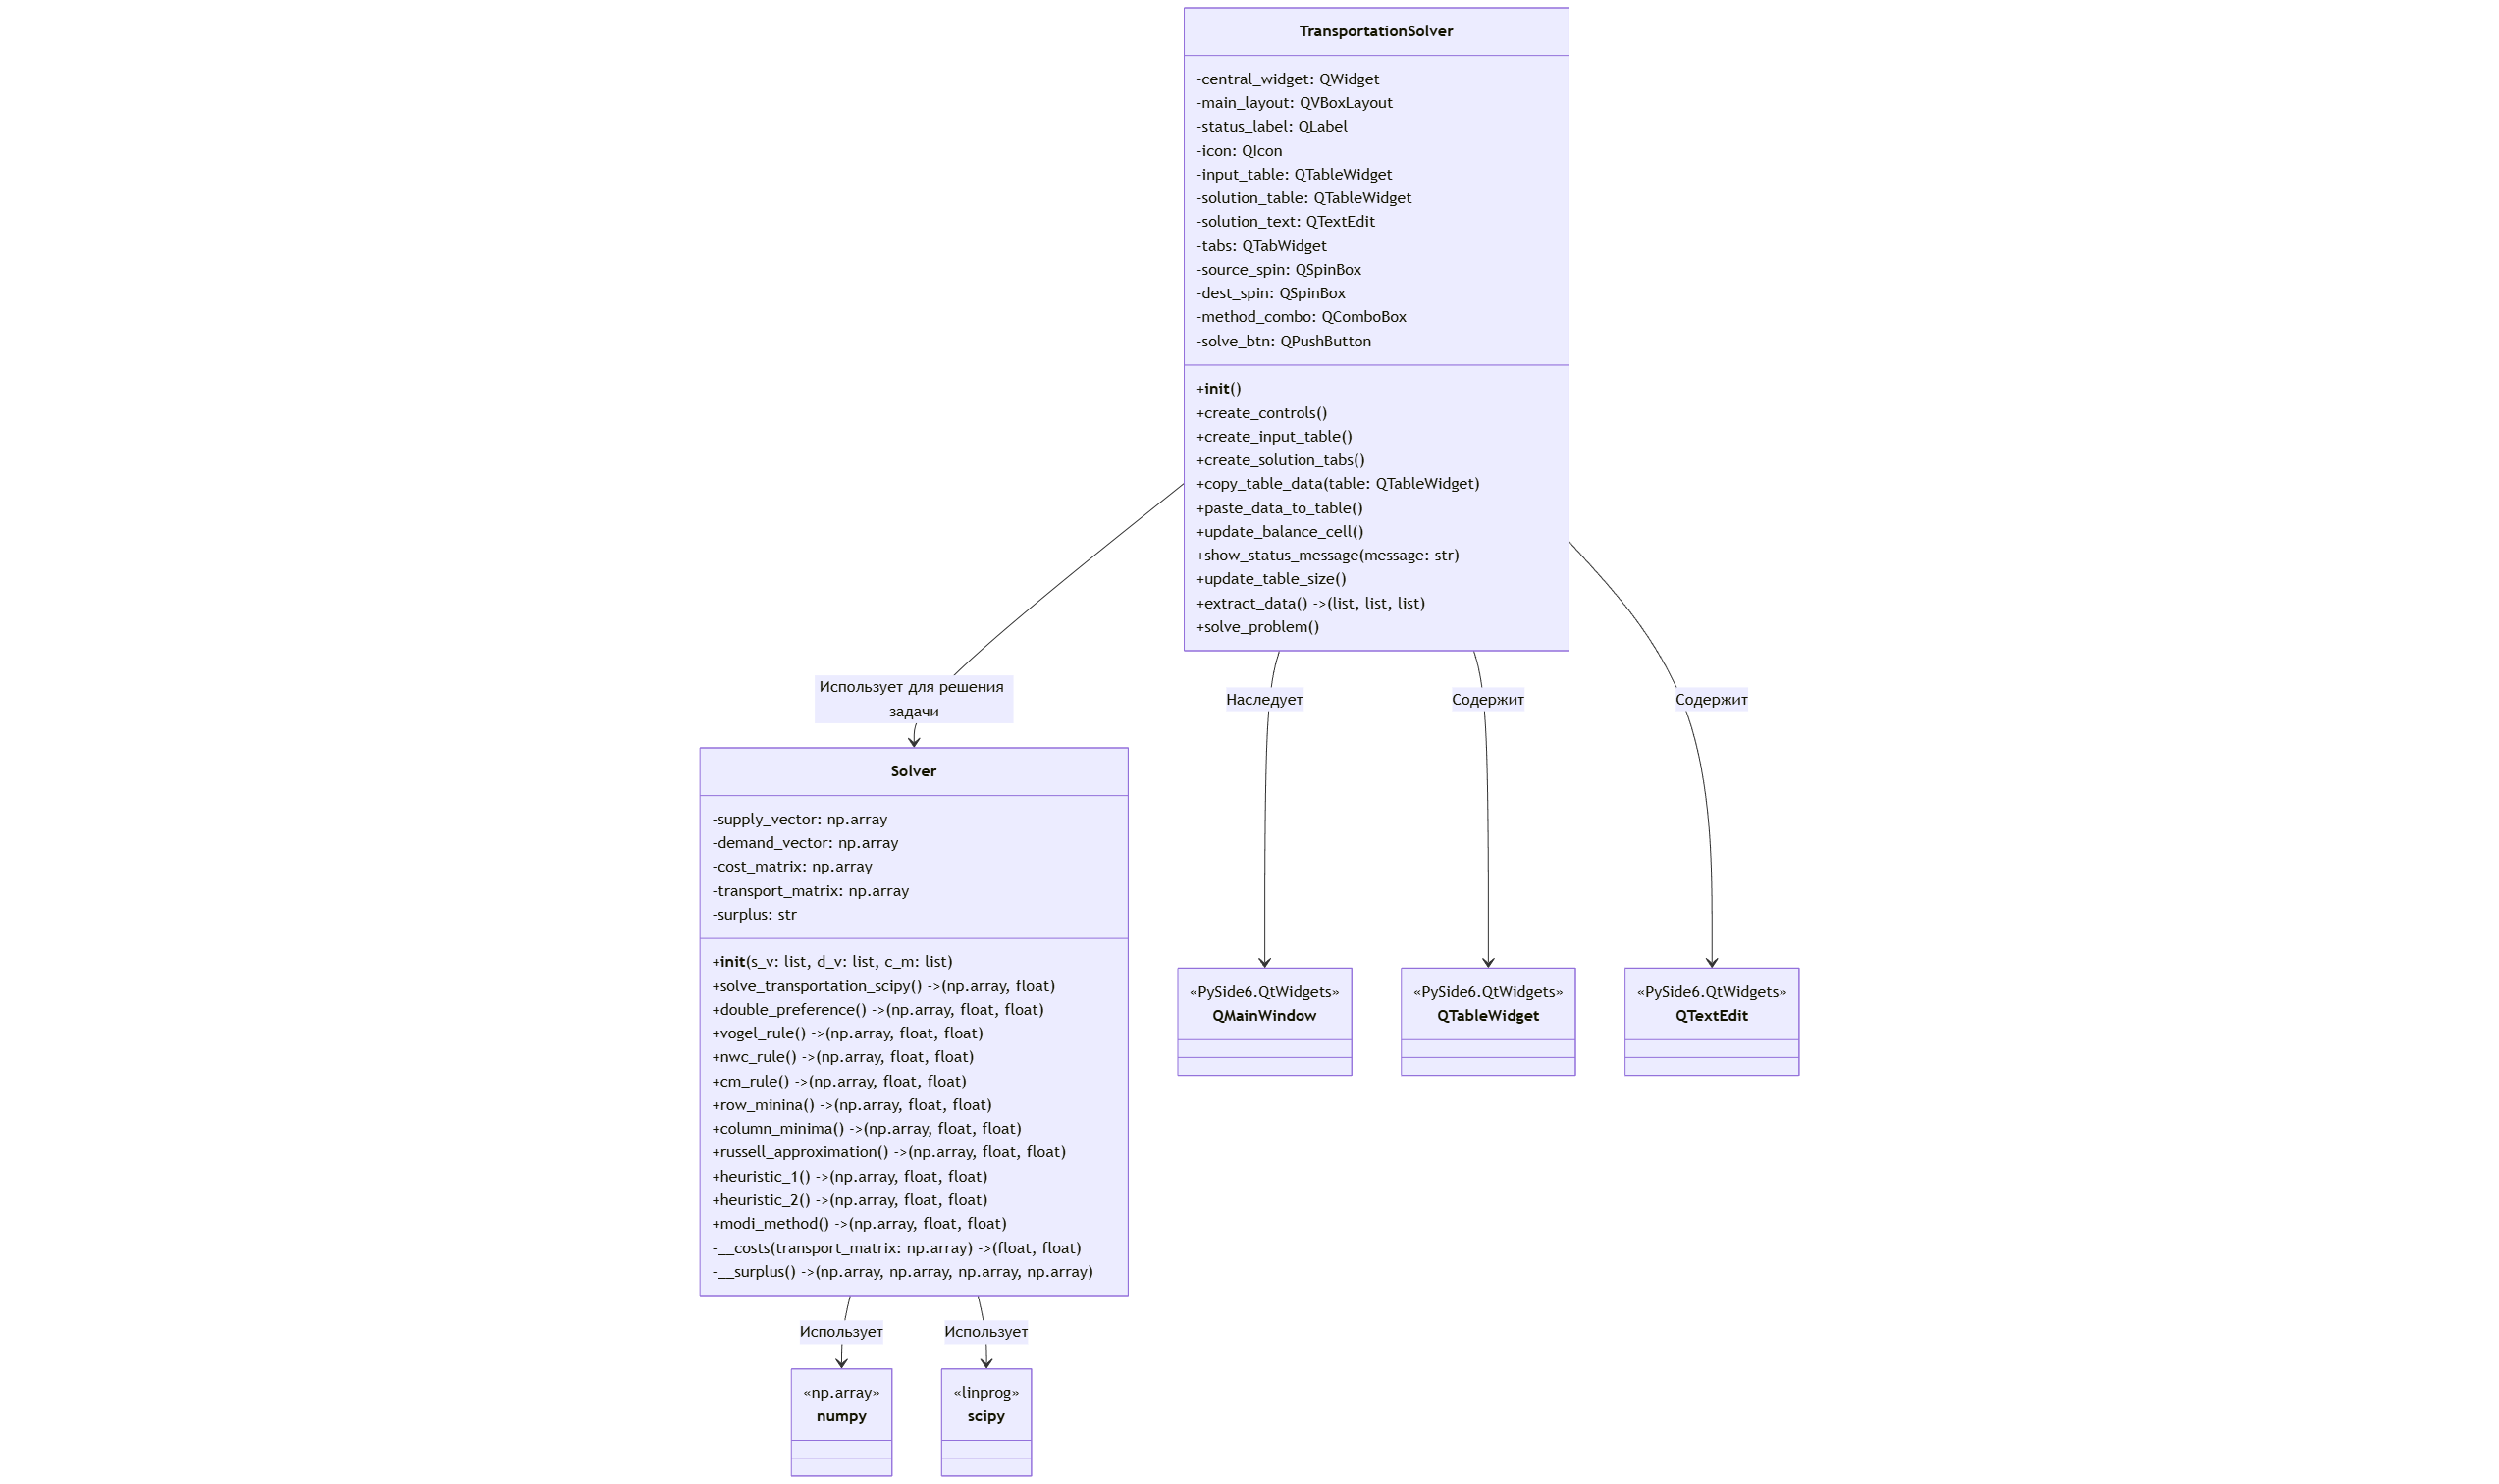 TransportationSolver
-central_widget: QWidget
-main_layout: QVBoxLayout
-status_label: QLabel
-icon: QIcon
-input_table: QTableWidget
-solution_table: QTableWidget
-solution_text: QTextEdit
-tabs: QTabWidget
-source_spin: QSpinBox
-dest_spin: QSpinBox
-method_combo: QComboBox
-solve_btn: QPushButton
+init()
+create_controls()
+create_input_table()
+create_solution_tabs()
+copy_table_data(table: QTableWidget)
+paste_data_to_table()
+update_balance_cell()
+show_status_message(message: str)
+update_table_size()
+extract_data() ->(list, list, list)
+solve_problem()
Использует для решения
задачи
Наследует
Содержит
Содержит
Solver
-supply_vector: np.array
-demand_vector: np.array
-cost_matrix: np.array
-transport_matrix: np.array
-surplus: str
+init(s_v: list, d_v: list, c_m: list)
+solve_transportation_scipy() ->(np.array, float)
+double_preference() ->(np.array, float, float)
+vogel_rule() ->(np.array, float, float)
+nwc_rule() ->(np.array, float, float)
+cm_rule() ->(np.array, float, float)
+row_minina() ->(np.array, float, float)
+column_minima() ->(np.array, float, float)
+russell_approximation() ->(np.array, float, float)
+heuristic_1() ->(np.array, float, float)
+heuristic_2() ->(np.array, float, float)
+modi_method() ->(np.array, float, float)
-__costs(transport_matrix: np.array) ->(float, float)
-__surplus() ->(np.array, np.array, np.array, np.array)
«PySide6.QtWidgets»
QMainWindow
«PySide6.QtWidgets»
QTableWidget
«PySide6.QtWidgets»
QTextEdit
Использует
Использует
«np.array»
numpy
«linprog»
scipy